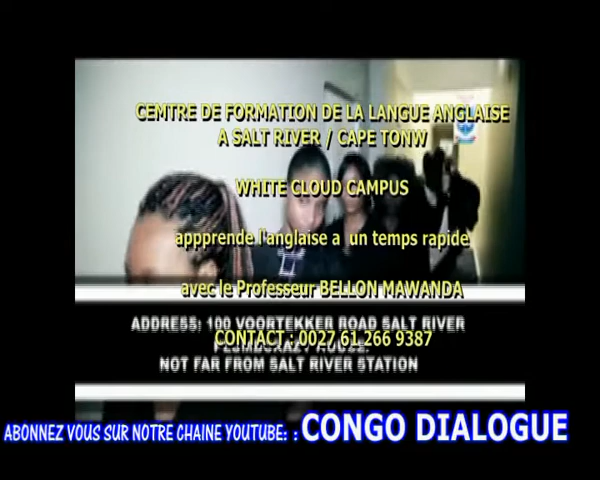 CEMTRE DE FORMATION DE LA LANGUE ANGLAISE
A SALT RIVER / CAPE TONW
WHITE CLOUD CAMPUS
appprende l'anglaise a un temps rapide
avec le Professeur BELLON MAWANDA
ADDRESS: 100 VOORTEKKER ROAD SALT RIVER
CONTACT : 0027 61 266 9387
HOUSE.
NOT FAR FROM SALT RIVER STATION
ABONNEZ VOUS SUR NOTRE CHAINE YOUTUBE: : CONGO DIALOGUE